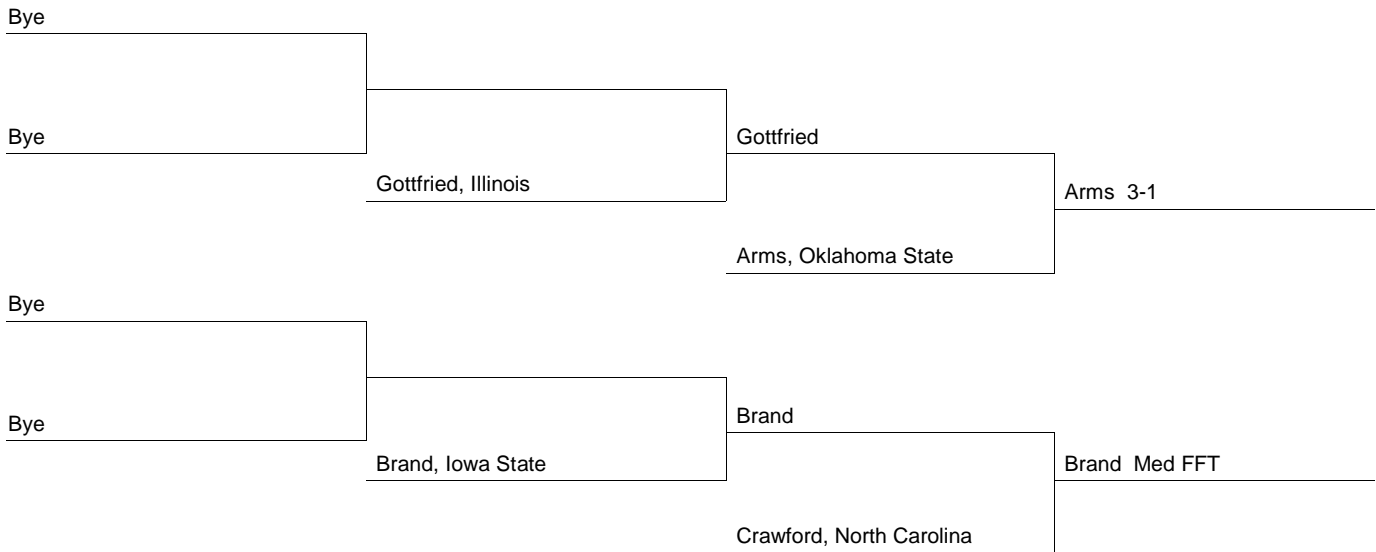 Bye
Bye
Gottfried
Gottfried, Illinois
Arms 3-1
Arms, Oklahoma State
Bye
Bye
Brand
Brand, Iowa State
Brand Med FFT
Crawford, North Carolina